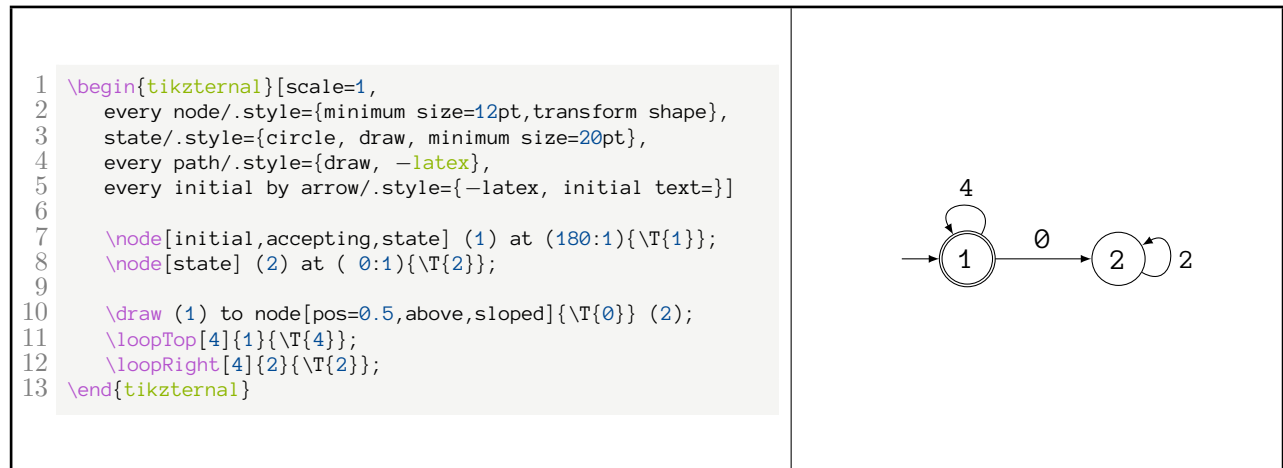 1 \begin{tikzternal}[scale=1,
2 every node/.style={minimum size=12pt,transform shape},
3 state/.style={circle, draw, minimum size=20pt},
4 every path/.style={draw, −latex},
5 every initial by arrow/.style={−latex, initial text=}]
6
7 \node[initial,accepting,state] (1) at (180:1){\T{1}};
8 \node[state] (2) at ( 0:1){\T{2}};
9
10 \draw (1) to node[pos=0.5,above,sloped]{\T{0}} (2);
11 \loopTop[4]{1}{\T{4}};
12 \loopRight[4]{2}{\T{2}};
13 \end{tikzternal}
4
0
1 2 2